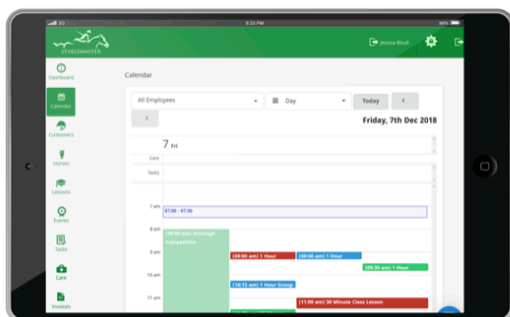 3G
8:33 PM
STABLEMASTER
Jessica Boult
Dashboard
Calendar
Customers
Horses
Lessons
Events
Tasks
Care
Invoices
Calendar
All Employees
Day
Today
<
>
Friday, 7th Dec 2018
7 Fri
Care
Tasks
7 am
07:00 - 07:30
8 am
(08:00 am) Dressage
Competition
9 am
(09:00 am) 1 Hour
(09:00 am) 1 Hour
(09:30 am) 1 Hour
10 am
(10:15 am) 1 Hour Group
11 am
(11:00 am) 30 Minute Class Lesson